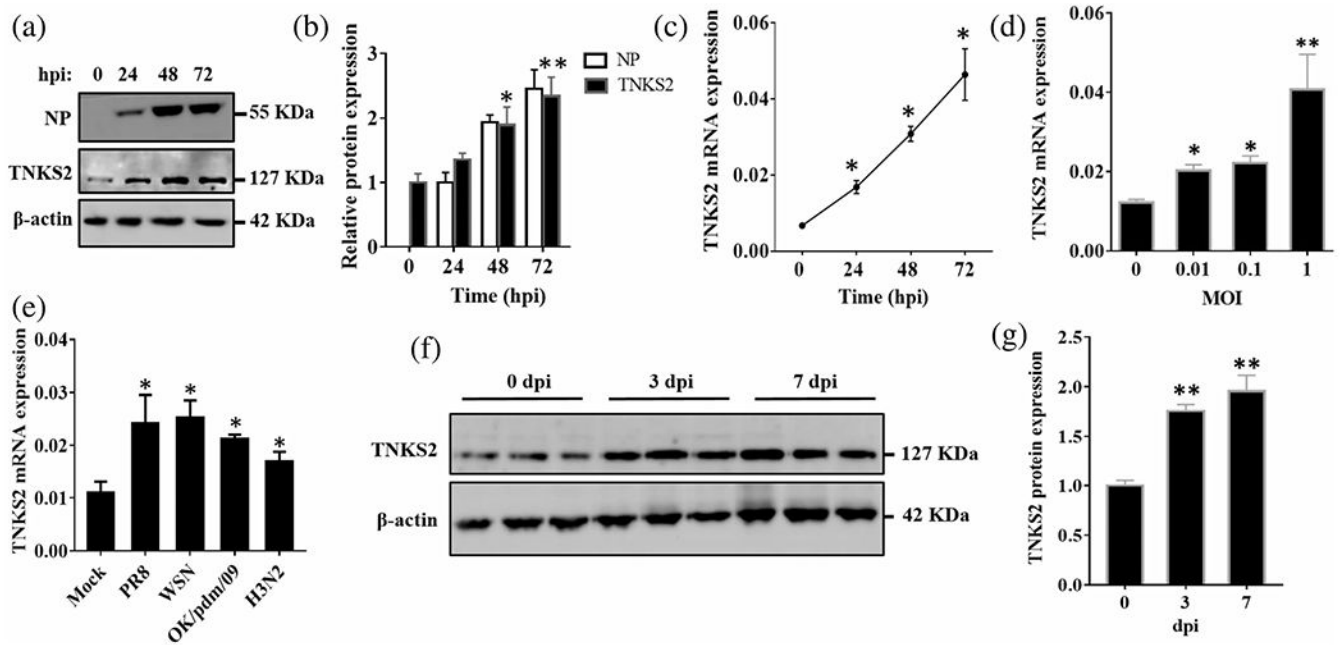 (a)
hpi: 0 24 48 72
NP
55 KDa
TNKS2
127 KDa
β-actin
42 KDa
(b)
Relative protein expression
3
2
1
0
** 
*
NP
TNKS2
0 24 48 72
Time (hpi)
(c)
TNKS2 mRNA expression
0.06
0.04
0.02
0.00
*
*
*
0 24 48 72
Time (hpi)
(d)
TNKS2 mRNA expression
0.06
0.04
0.02
0.00
* * **
0 0.01 0.1 1
MOI
(e)
TNKS2 mRNA expression
0.04
0.03
0.02
0.01
0.00
* * * *
Mock PR8 WSN OK/pdm/09 H3N2
(f)
0 dpi 3 dpi 7 dpi
TNKS2
127 KDa
β-actin
42 KDa
(g)
TNKS2 protein expression
2.5
2.0
1.5
1.0
0.5
0.0
** **
0 3 7
dpi